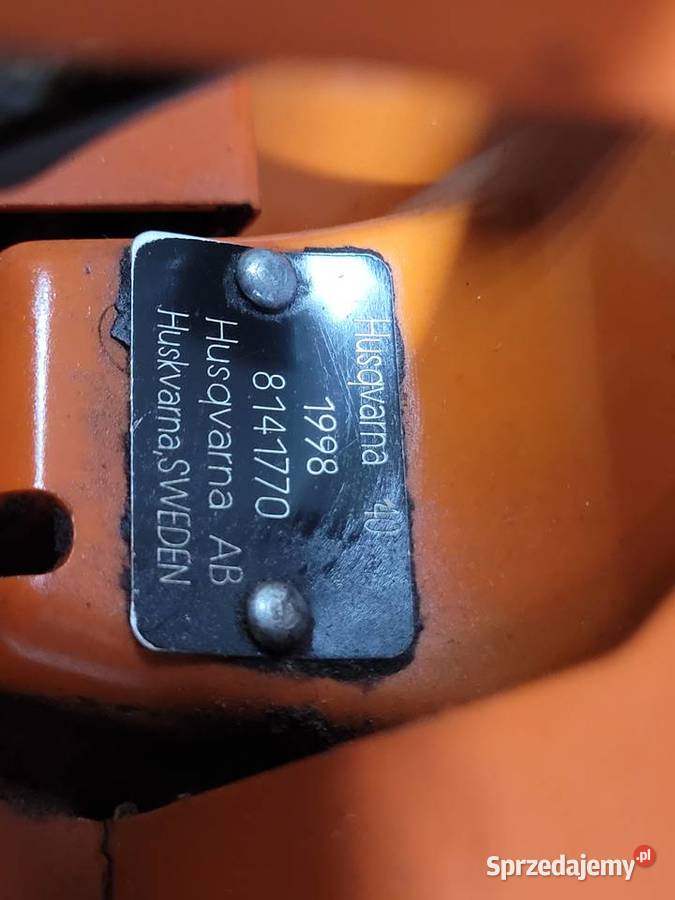 Husqvarna 40
1998
8141770
Husqvarna AB
Huskvarna, SWEDEN
Sprzedajemy.pl